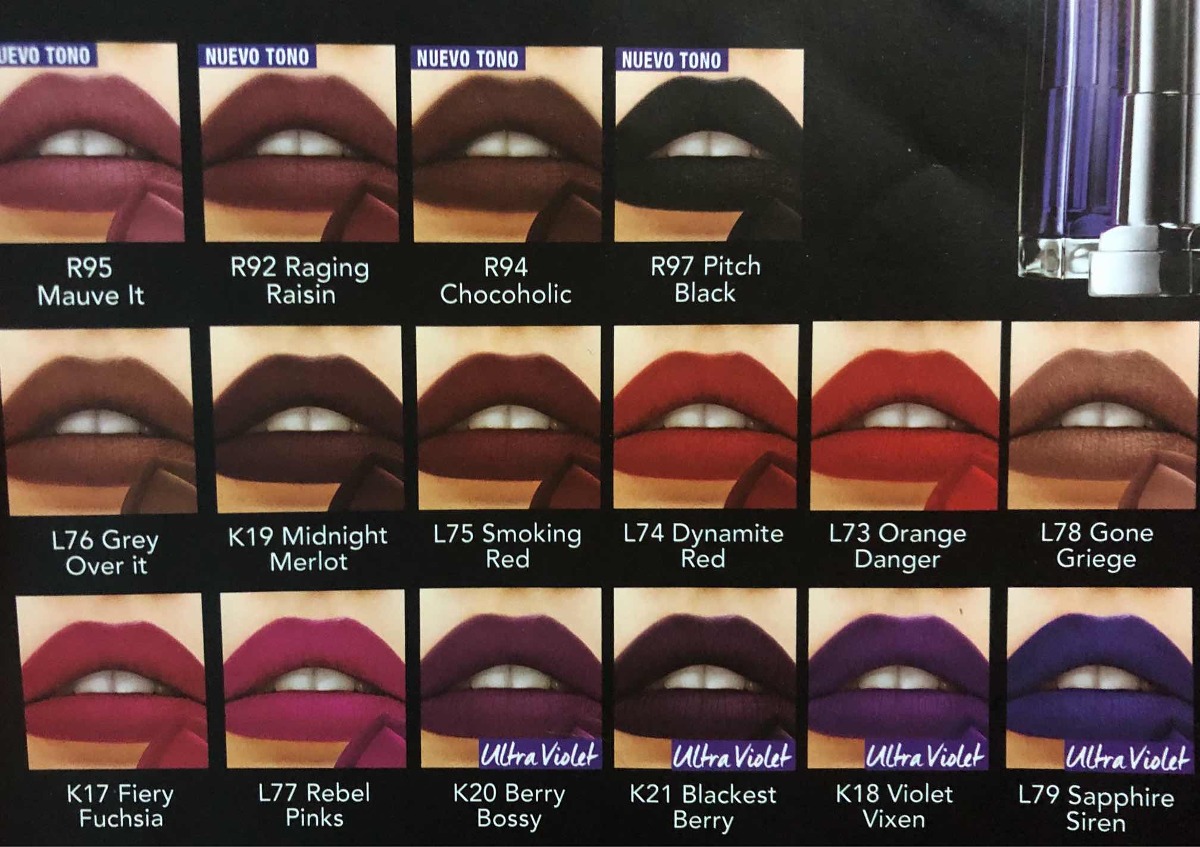 NUEVO TONO
NUEVO TONO
NUEVO TONO
R95
Mauve It
R92 Raging
Raisin
R94
Chocoholic
R97 Pitch
Black
L76 Grey
Over it
K19 Midnight
Merlot
L75 Smoking
Red
L74 Dynamite
Red
L73 Orange
Danger
L78 Gone
Griege
Ultra Violet
Ultra Violet
Ultra Violet
Ultra Violet
K17 Fiery
Fuchsia
L77 Rebel
Pinks
K20 Berry
Bossy
K21 Blackest
Berry
K18 Violet
Vixen
L79 Sapphire
Siren